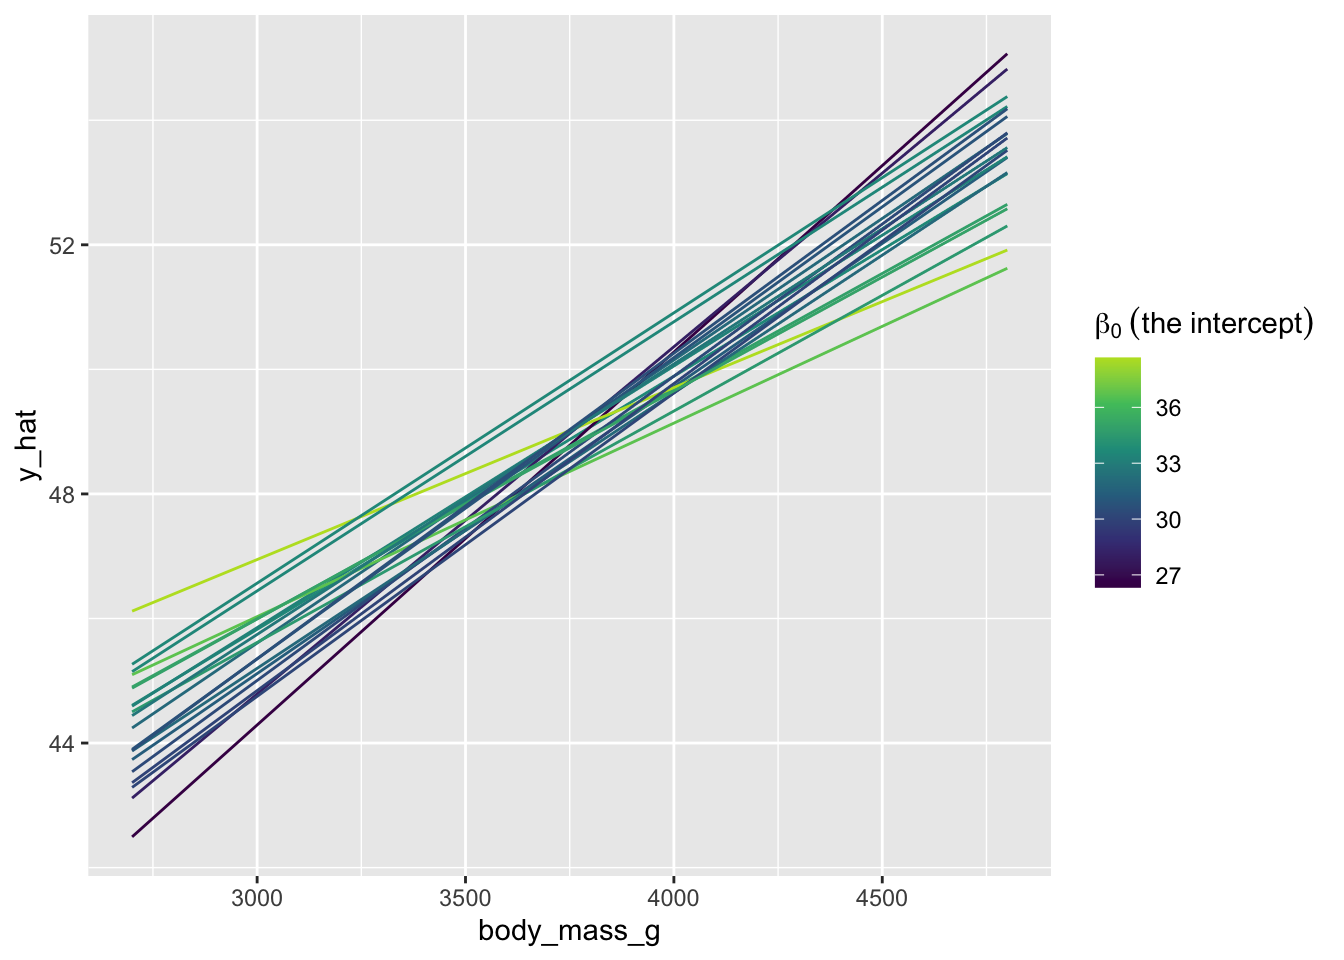 52
48
44
y_hat
3000 3500 4000 4500
body_mass_g
β0 (the intercept)
36
33
30
27